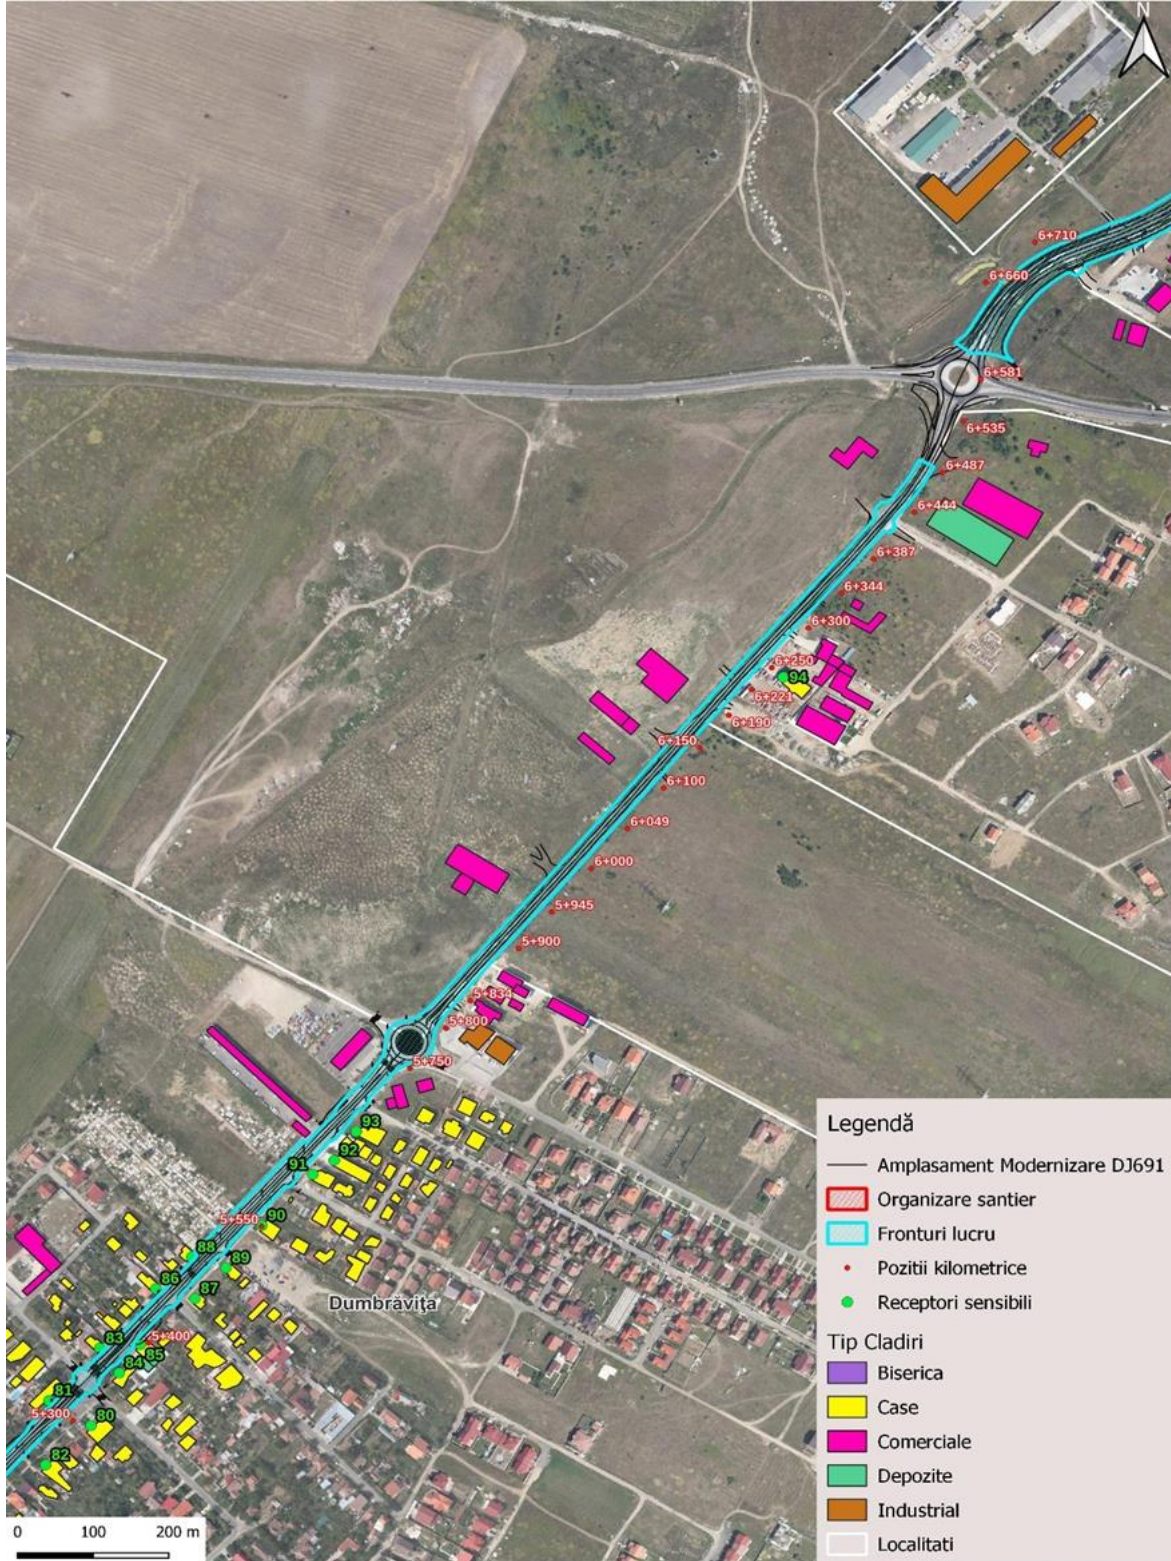 N
6+710
6+660
6+581
6+535
6+487
6+444
6+387
6+344
6+300
6+250
94
6+221
6+190
6+150
6+100
6+049
6+000
5+945
5+900
5+834
5+800
5+750
93
92
91
90
5+550
88
89
86
87
Dumbrăvița
5+400
83
85
84
81
5+300
80
82
0 100 200 m
Legendă
Amplasament Modernizare DJ691
Organizare santier
Fronturi lucru
Pozitii kilometrice
Receptori sensibili
Tip Cladiri
Biserica
Case
Comerciale
Depozite
Industrial
Localitati